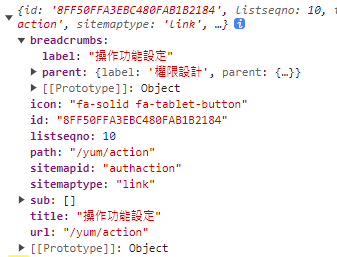 {id: '8FF50FFA3EBC480FAB1B2184', listseqno: 10, 
action', sitemaptype: 'link', …}
▼ breadcrumbs:
label: "操作功能設定"
▶ parent: {label: '權限設計', parent: {…}}
▶ [[Prototype]]: Object
icon: "fa-solid fa-tablet-button"
id: "8FF50FFA3EBC480FAB1B2184"
listseqno: 10
path: "/yum/action"
sitemapid: "authaction"
sitemaptype: "link"
▶ sub: []
title: "操作功能設定"
url: "/yum/action"
▶ [[Prototype]]: Object